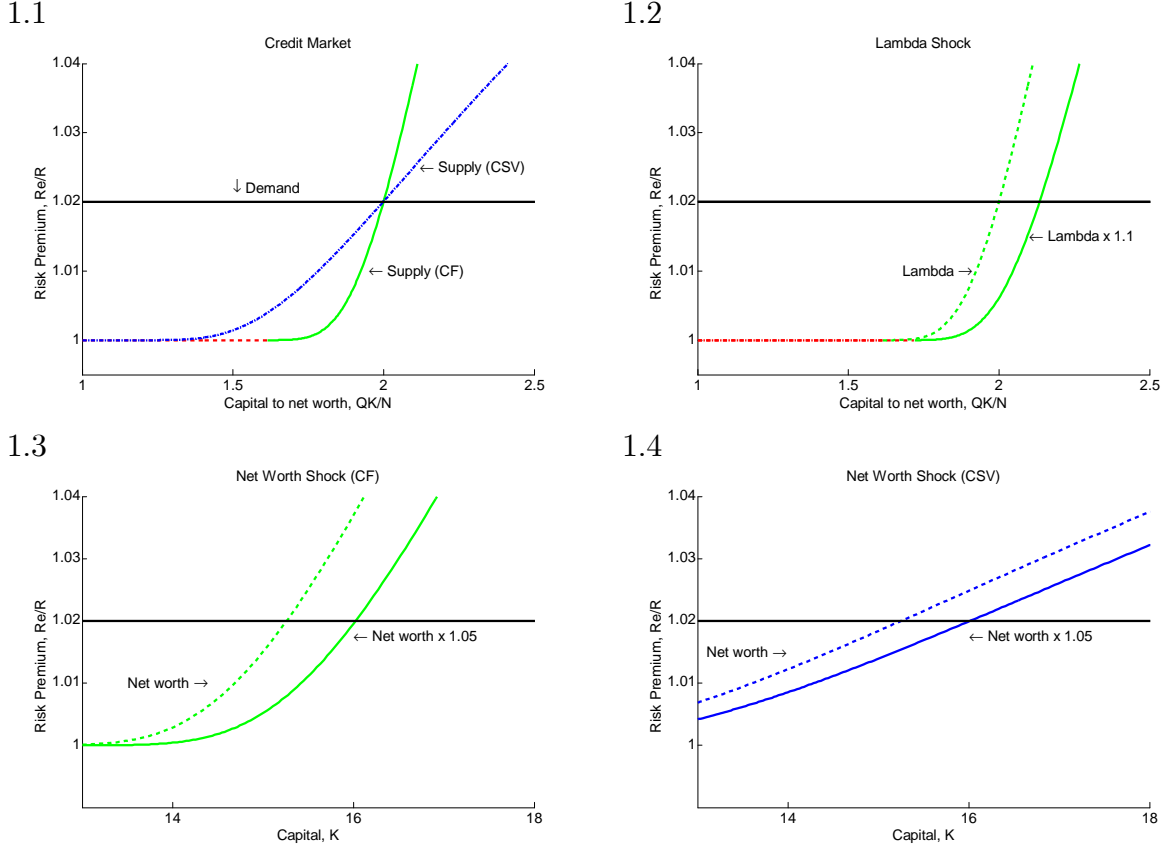 1.1
Credit Market
1.04
1.03
1.02
1.01
1
Risk Premium, Re/R
↓ Demand
← Supply (CSV)
← Supply (CF)
1
1.5
2
2.5
Capital to net worth, QK/N
1.2
Lambda Shock
1.04
1.03
1.02
1.01
1
Risk Premium, Re/R
← Lambda x 1.1
Lambda →
1
1.5
2
2.5
Capital to net worth, QK/N
1.3
Net Worth Shock (CF)
1.04
1.03
1.02
1.01
1
Risk Premium, Re/R
← Net worth x 1.05
Net worth →
14
16
18
Capital, K
1.4
Net Worth Shock (CSV)
1.04
1.03
1.02
1.01
1
Risk Premium, Re/R
Net worth →
← Net worth x 1.05
14
16
18
Capital, K